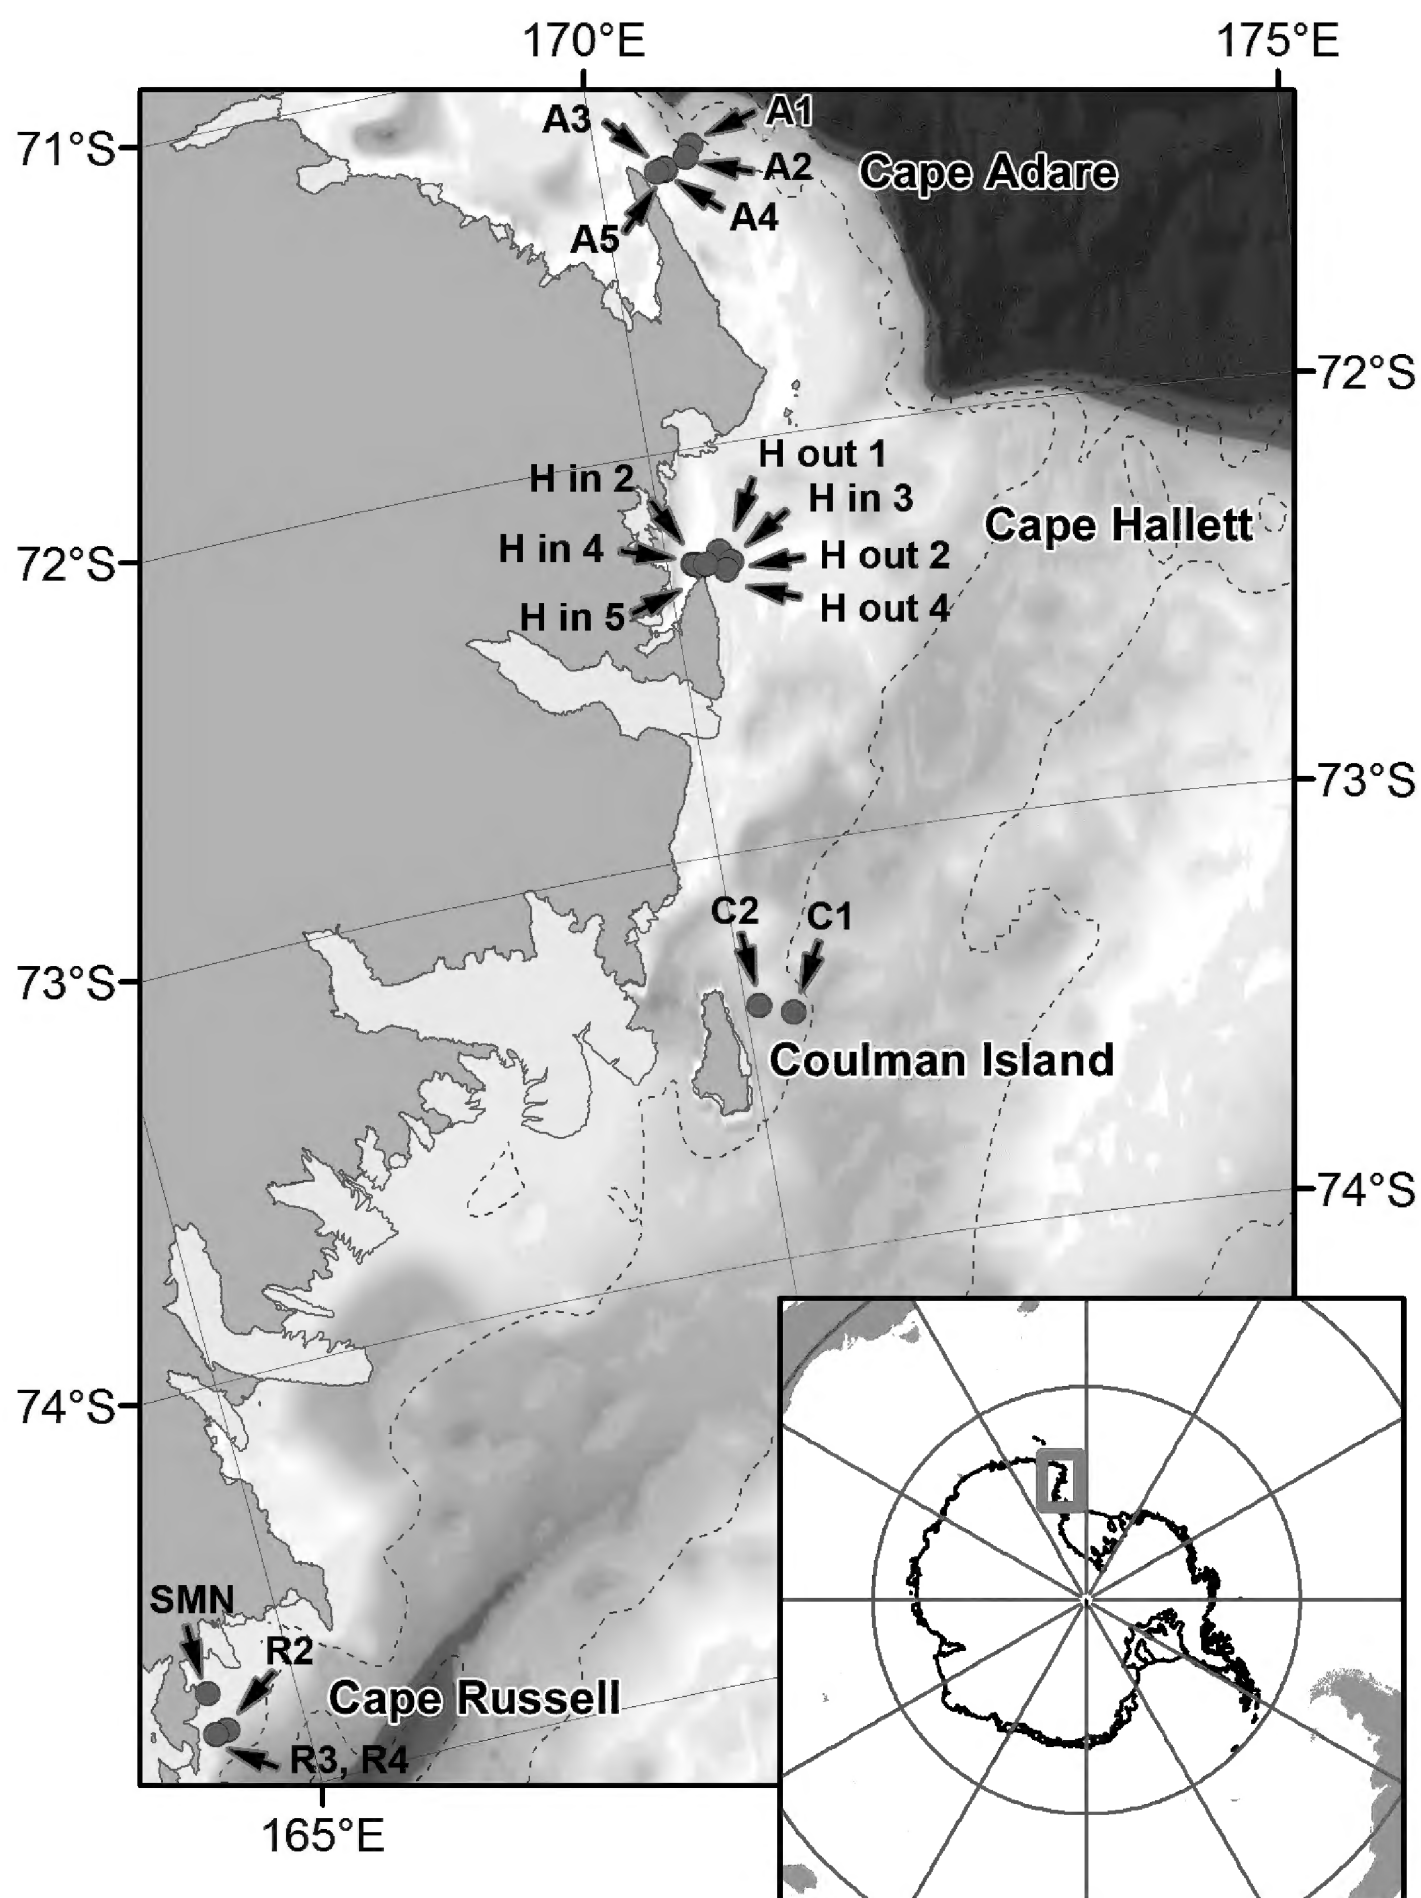 170°E
175°E
A1
A3
71°S
A2
Cape Adare
A4
A5
72°S
H out 1
H in 2
H in 3
Cape Hallett
H in 4
H out 2
72°S
H out 4
H in 5
73°S
C2
C1
73°S
Coulman Island
74°S
74°S
SMN
R2
Cape Russell
R3, R4
165°E